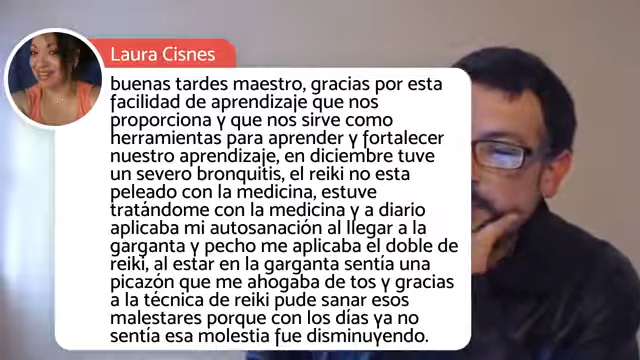 Laura Cisnes
buenas tardes maestro, gracias por esta
facilidad de aprendizaje que nos
proporciona y que nos sirve como
herramientas para aprender y fortalecer
nuestro aprendizaje, en diciembre tuve
un severo bronquitis, el reiki no esta
peleado con la medicina, estuve
tratándome con la medicina y a diario
aplicaba mi autosanación al llegar a la
garganta y pecho me aplicaba el doble de
reiki, al estar en la garganta sentía una
picazón que me ahogaba de tos y gracias
a la técnica de reiki pude sanar esos
malestares porque con los días ya no
sentía esa molestia fue disminuyendo.